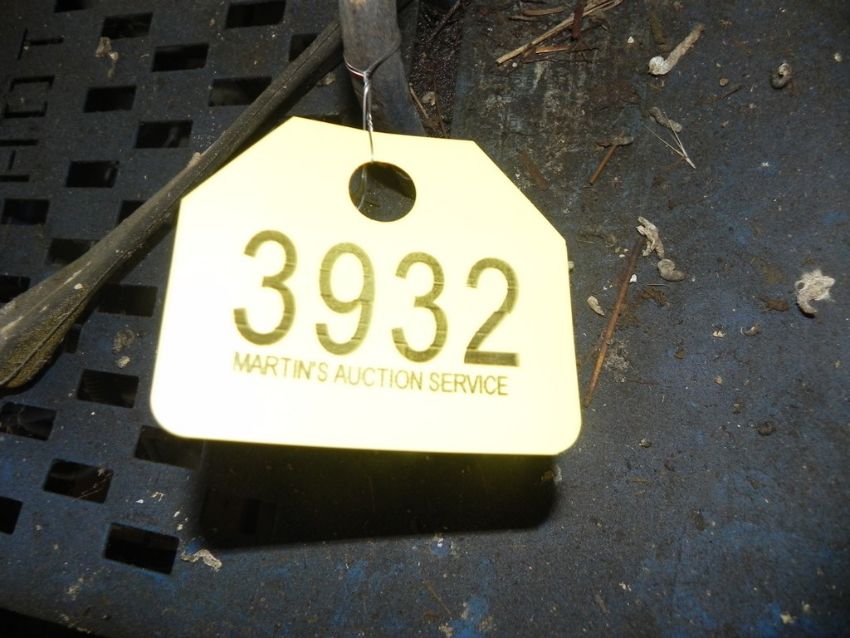 3932
MARTIN'S AUCTION SERVICE